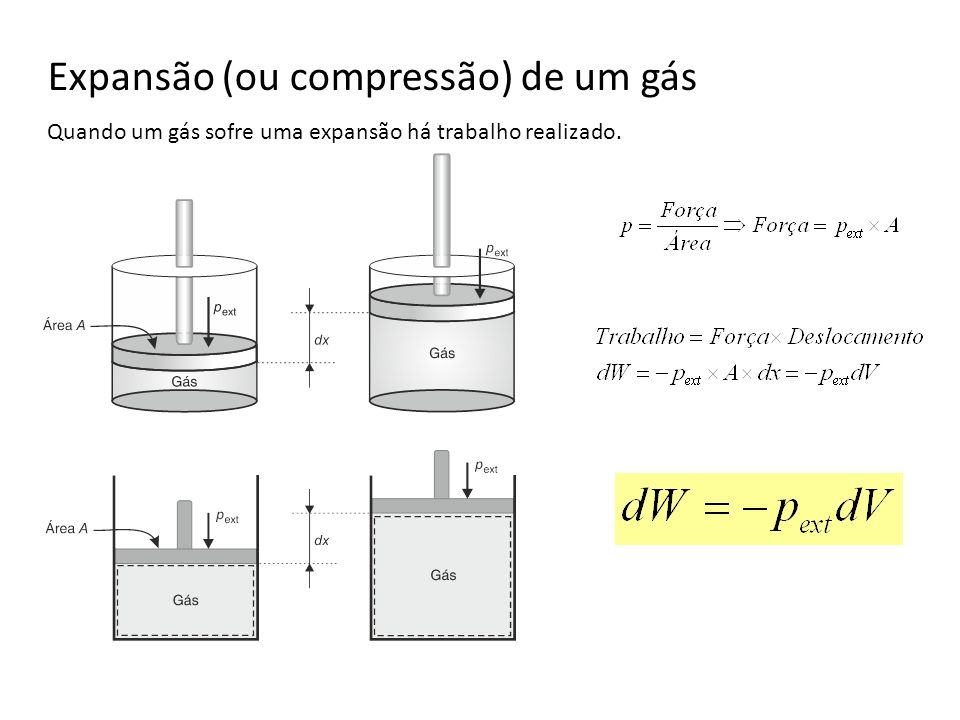 Expansão (ou compressão) de um gás
Quando um gás sofre uma expansão há trabalho realizado.
p = Força / Área ⇒ Força = p_ext × A
Trabalho = Força × Deslocamento
dW = − p_ext × A × dx = − p_ext dV
dW = − p_ext dV
p_ext
p_ext
Área A
dx
Gás
Gás
p_ext
p_ext
Área A
dx
Gás
Gás